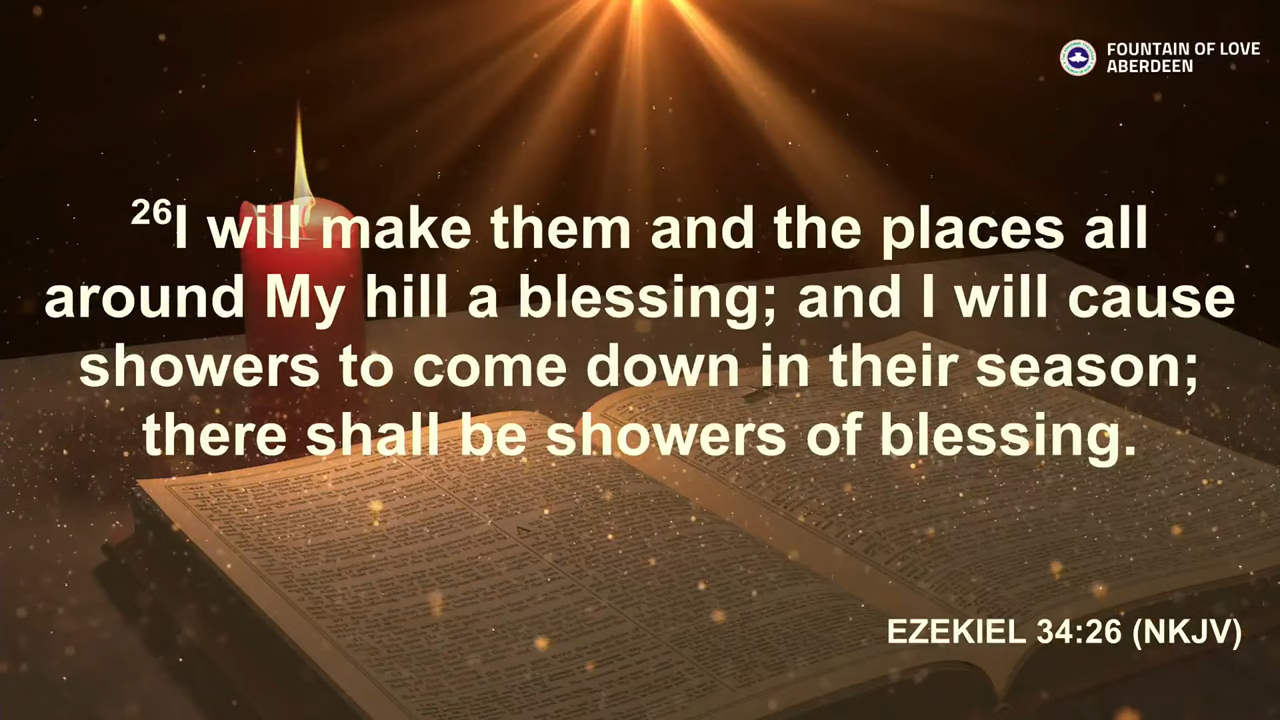 FOUNTAIN OF LOVE
ABERDEEN
26I will make them and the places all
around My hill a blessing; and I will cause
showers to come down in their season;
there shall be showers of blessing.
EZEKIEL 34:26 (NKJV)